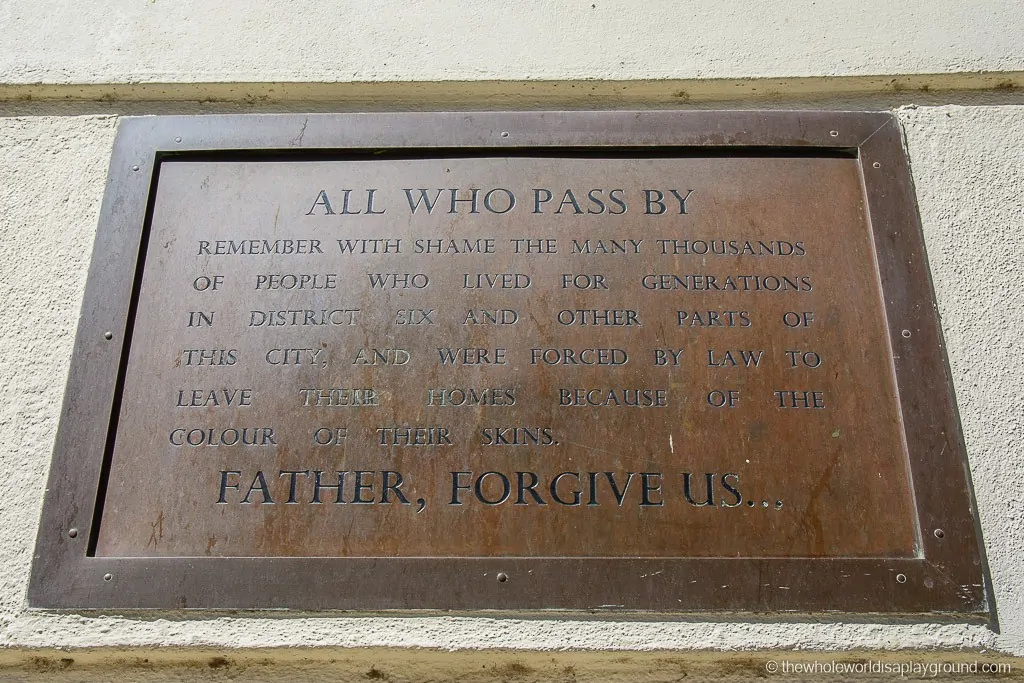 ALL WHO PASS BY
REMEMBER WITH SHAME THE MANY THOUSANDS
OF PEOPLE WHO LIVED FOR GENERATIONS
IN DISTRICT SIX AND OTHER PARTS OF
THIS CITY, AND WERE FORCED BY LAW TO
LEAVE THEIR HOMES BECAUSE OF THE
COLOUR OF THEIR SKINS.
FATHER, FORGIVE US...
© thewholeworldisaplayground.com